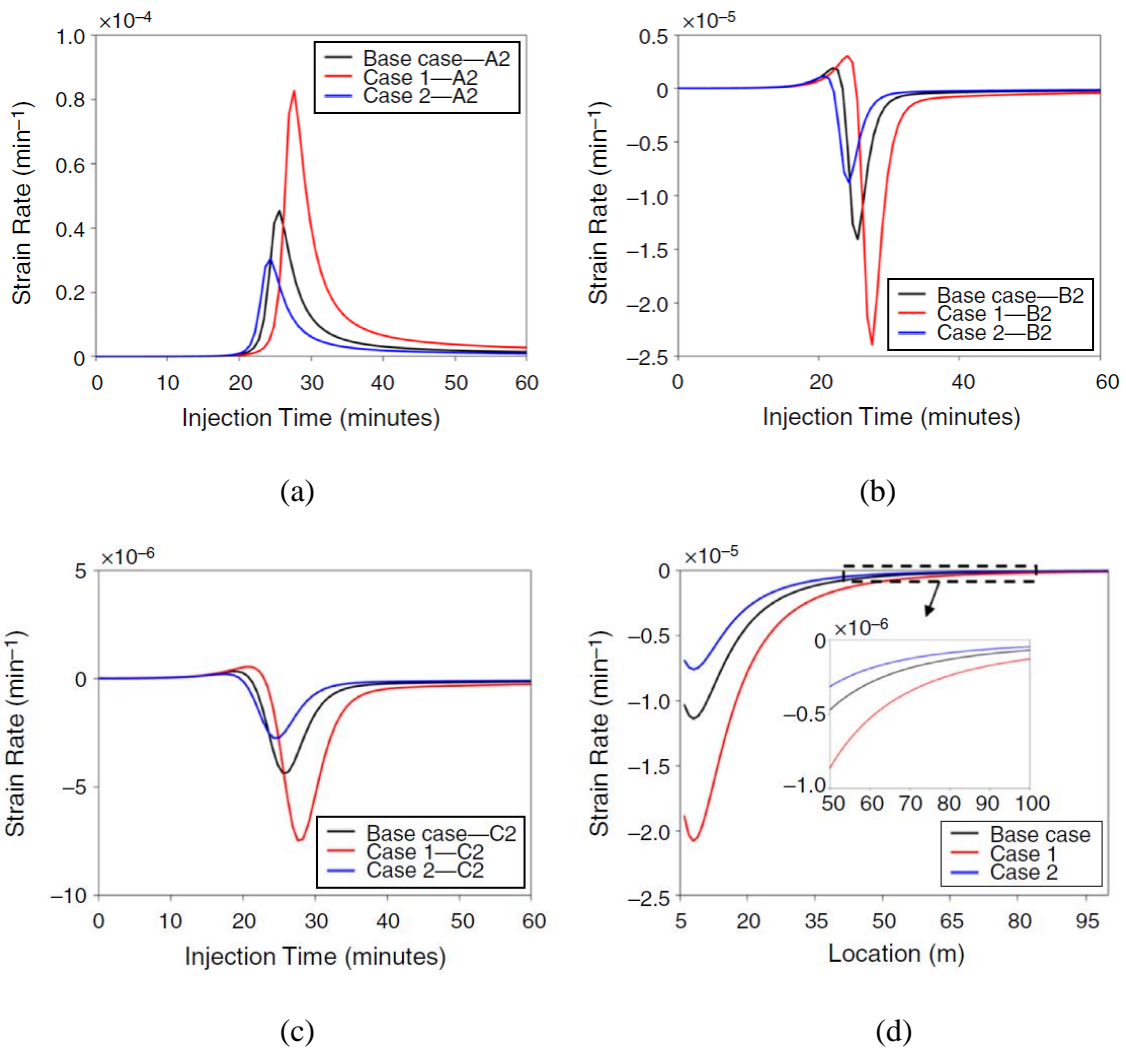 ×10⁻⁴
1.0
0.8
0.6
0.4
0.2
0
Strain Rate (min⁻¹)
Base case—A2
Case 1—A2
Case 2—A2
0 10 20 30 40 50 60
Injection Time (minutes)
(a)
×10⁻⁵
0.5
0
−0.5
−1.0
−1.5
−2.0
−2.5
Strain Rate (min⁻¹)
Base case—B2
Case 1—B2
Case 2—B2
0 20 40 60
Injection Time (minutes)
(b)
×10⁻⁶
5
0
−5
−10
Strain Rate (min⁻¹)
Base case—C2
Case 1—C2
Case 2—C2
0 10 20 30 40 50 60
Injection Time (minutes)
(c)
×10⁻⁵
0
−0.5
−1.0
−1.5
−2.0
−2.5
Strain Rate (min⁻¹)
×10⁻⁶
0
−0.5
−1.0
50 60 70 80 90 100
Base case
Case 1
Case 2
5 20 35 50 65 80 95
Location (m)
(d)